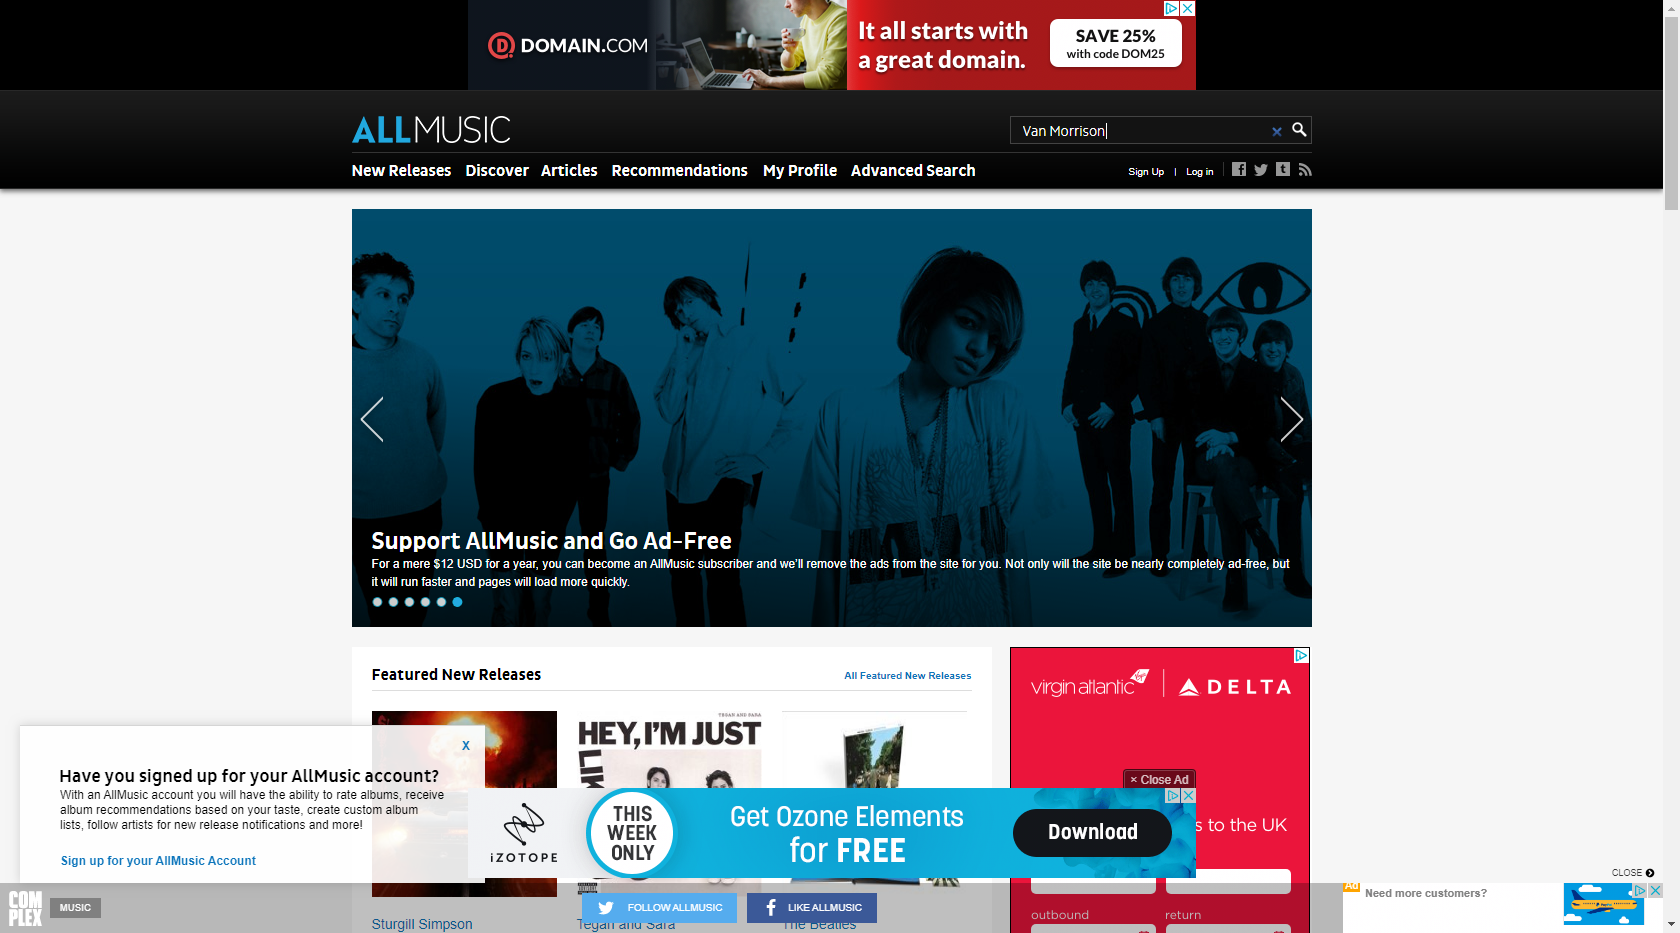 DOMAIN.COM
It all starts with
a great domain.
SAVE 25%
with code DOM25
ALLMUSIC
Van Morrison
New Releases Discover Articles Recommendations My Profile Advanced Search
Sign Up | Log in
Support AllMusic and Go Ad-Free
For a mere $12 USD for a year, you can become an AllMusic subscriber and we'll remove the ads from the site for you. Not only will the site be nearly completely ad-free, but
it will run faster and pages will load more quickly.
Featured New Releases
All Featured New Releases
virgin atlantic
DELTA
TEGAN AND SARA
HEY, I'M JUST
X
Have you signed up for your AllMusic account?
With an AllMusic account you will have the ability to rate albums, receive
album recommendations based on your taste, create custom album
lists, follow artists for new release notifications and more!
Sign up for your AllMusic Account
× Close Ad
iZOTOPE
THIS
WEEK
ONLY
Get Ozone Elements
for FREE
Download
s to the UK
CLOSE
COM
PLEX
MUSIC
FOLLOW ALLMUSIC
LIKE ALLMUSIC
Ad
Need more customers?
outbound
return
Sturgill Simpson
Tegan and Sara
The Beatles